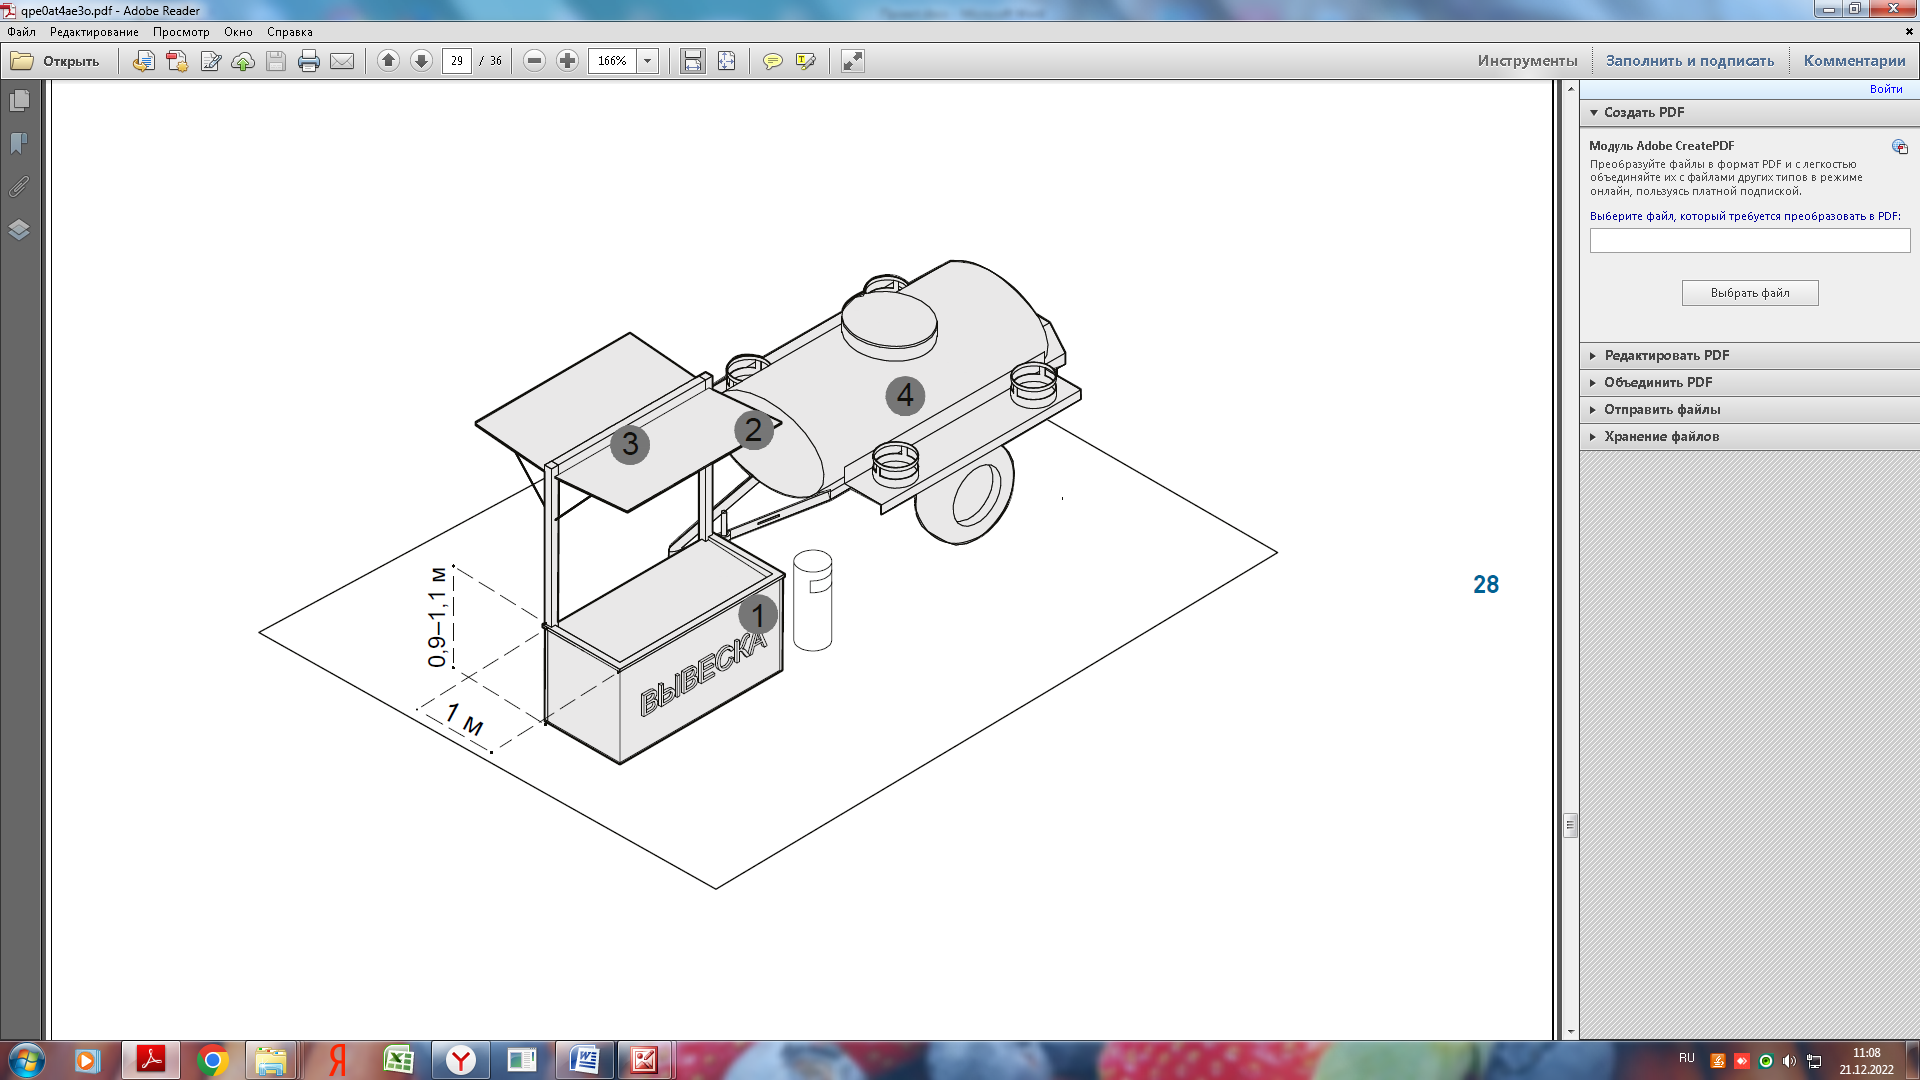 qpe0at4ae3o.pdf - Adobe Reader
Файл Редактирование Просмотр Окно Справка
Открыть 29 / 36 166% Инструменты Заполнить и подписать Комментарии
Войти
Создать PDF
Модуль Adobe CreatePDF
Преобразуйте файлы в формат PDF и с легкостью
объединяйте их с файлами других типов в режиме
онлайн, пользуясь платной подпиской.
Выберите файл, который требуется преобразовать в PDF:
Выбрать файл
Редактировать PDF
Объединить PDF
Отправить файлы
Хранение файлов
4
2
3
1
ВЫВЕСКА
0,9–1,1 м
1 м
28
RU
11:08
21.12.2022